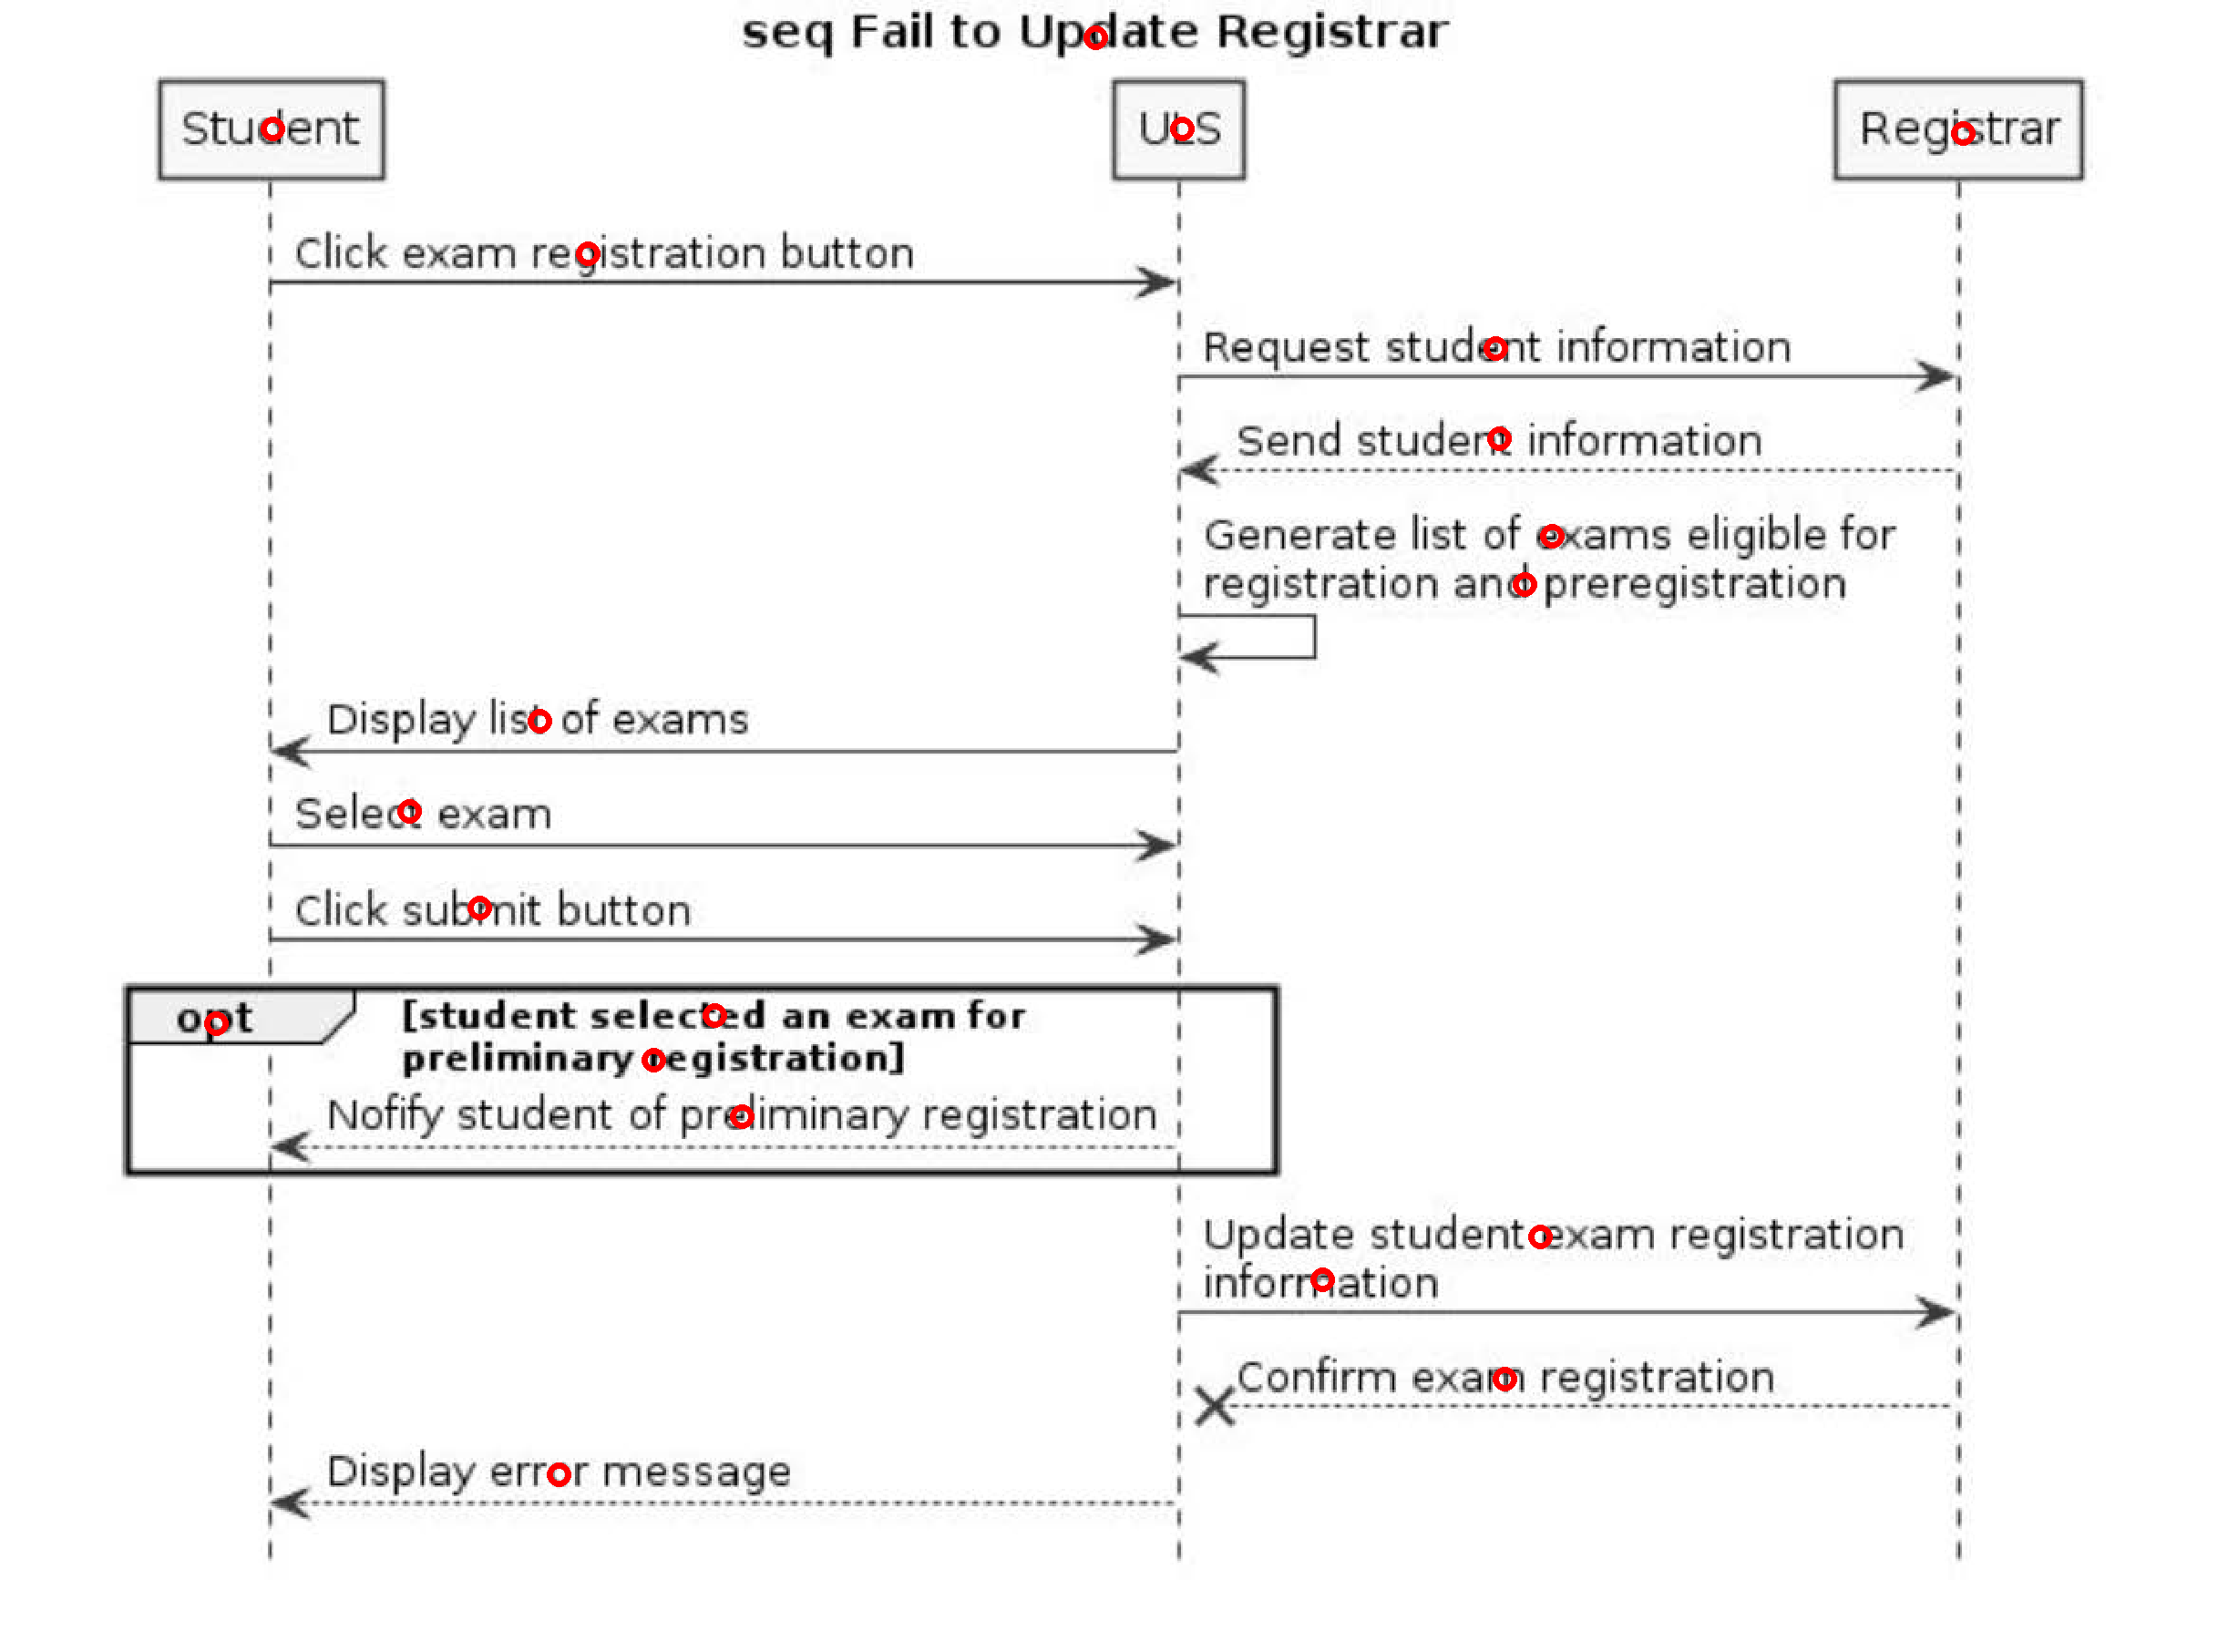 seq Fail to Update Registrar
Student
ULS
Registrar
Click exam registration button
Request student information
Send student information
Generate list of exams eligible for
registration and preregistration
Display list of exams
Select exam
Click submit button
opt
[student selected an exam for
preliminary registration]
Nofify student of preliminary registration
Update student exam registration
information
Confirm exam registration
Display error message